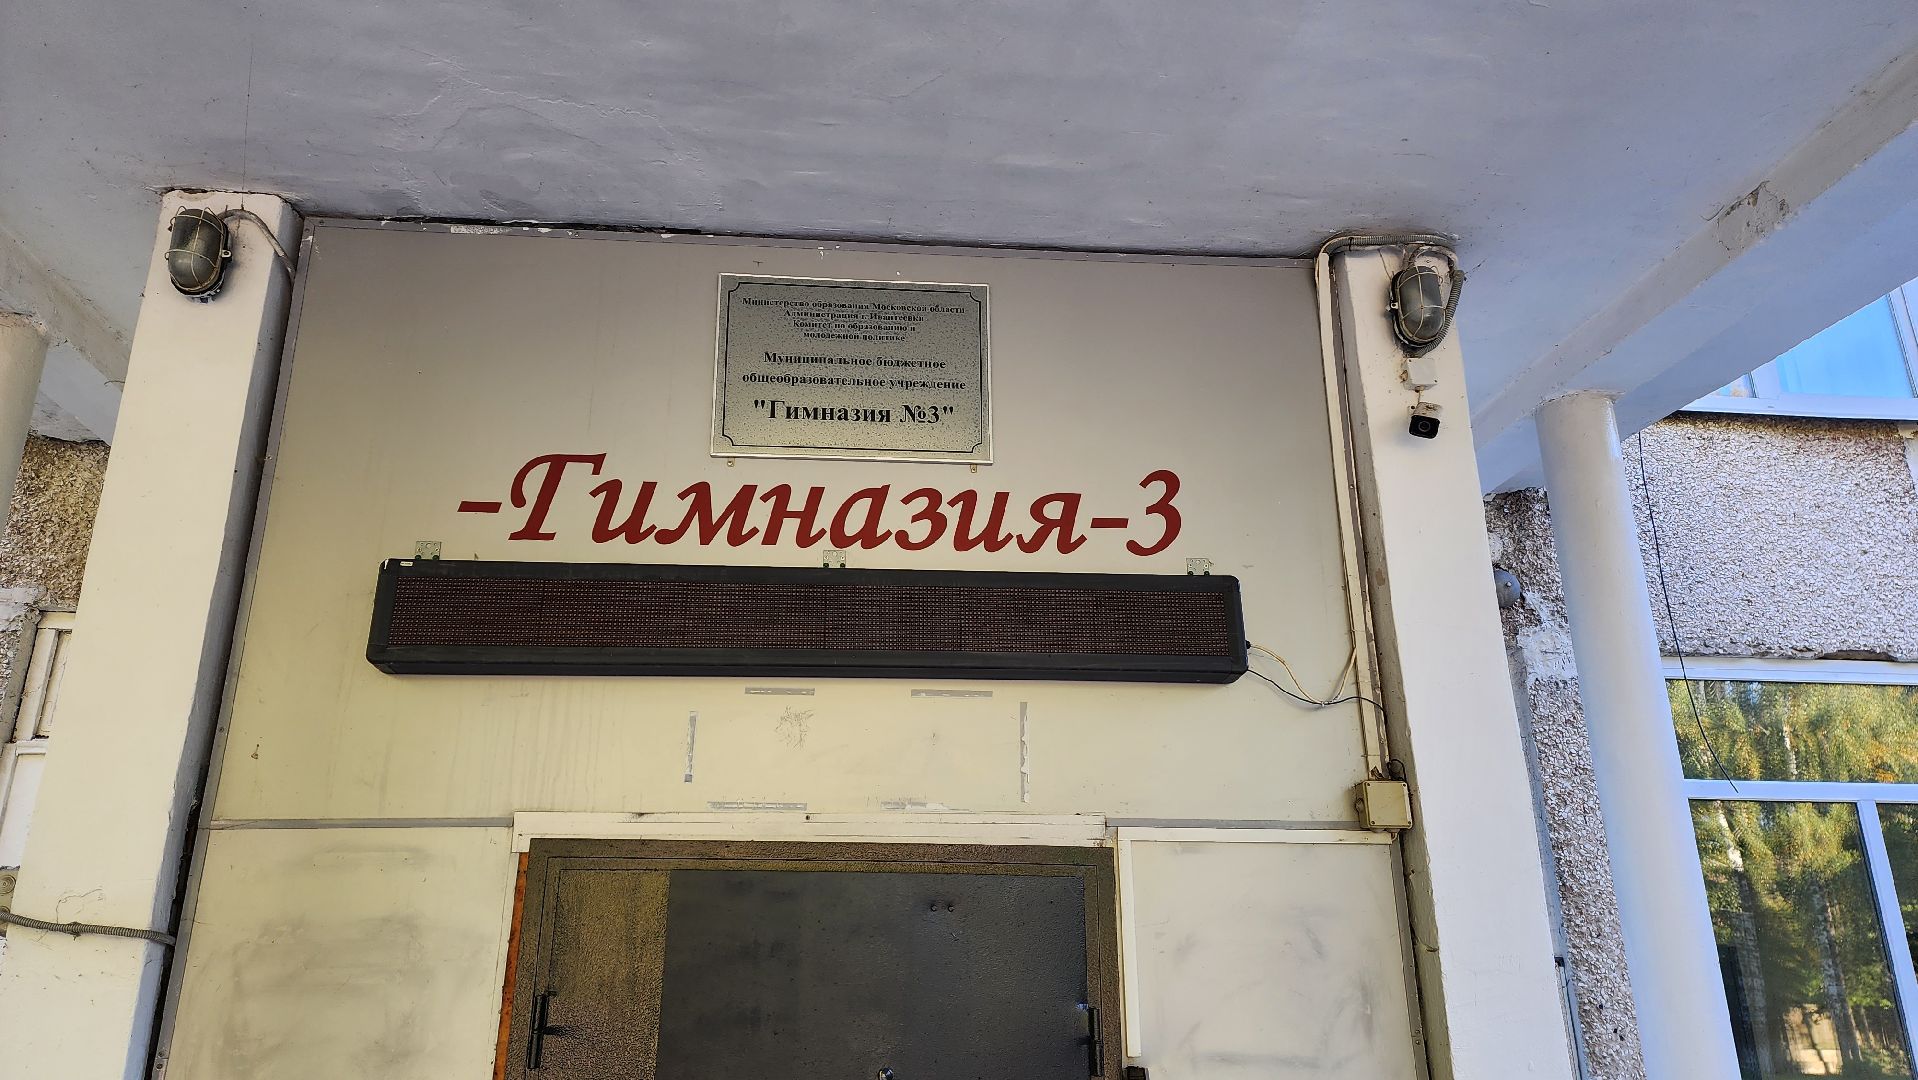 Министерство образования Московской области
Администрация г. Ивантеевки
Комитет по образованию и
молодежной политике
Муниципальное бюджетное
общеобразовательное учреждение
"Гимназия №3"
-Гимназия-3